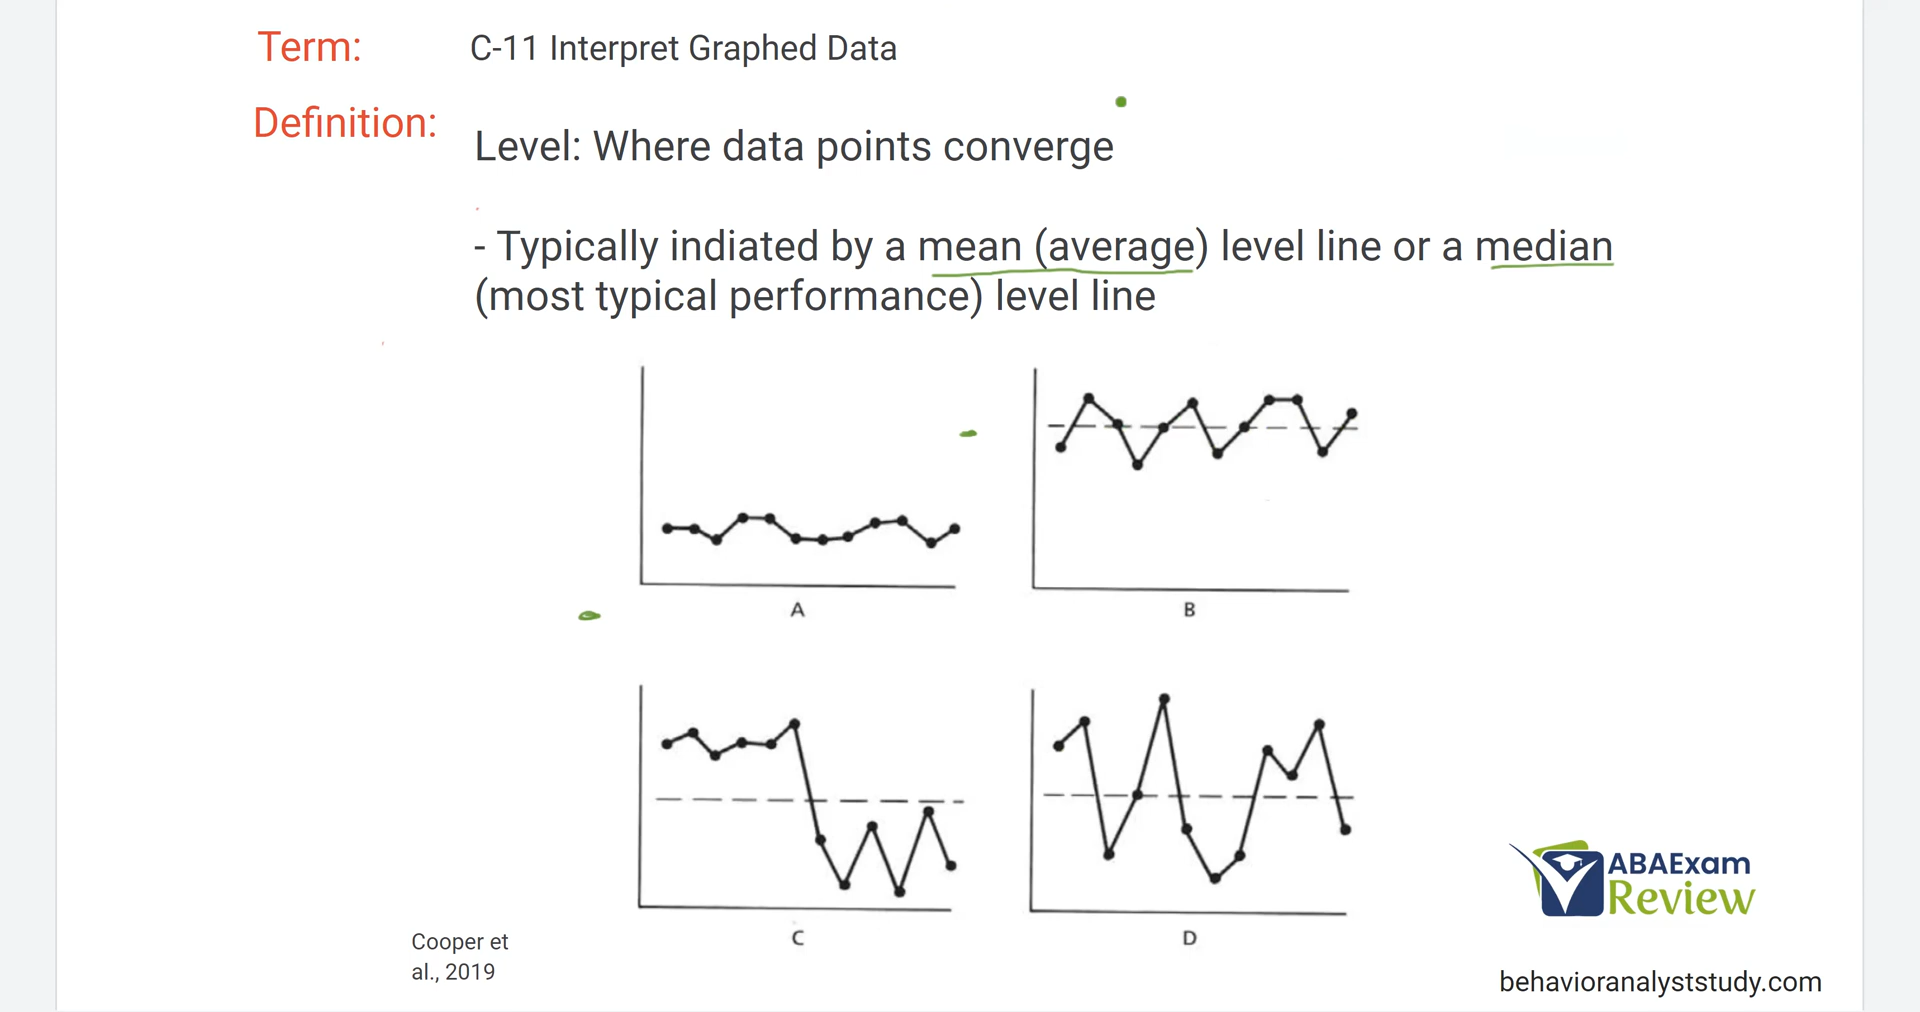 Term: C-11 Interpret Graphed Data
Definition:
Level: Where data points converge
- Typically indiated by a mean (average) level line or a median
(most typical performance) level line
A
B
C
D
Cooper et
al., 2019
ABAExam
Review
behavioranalyststudy.com